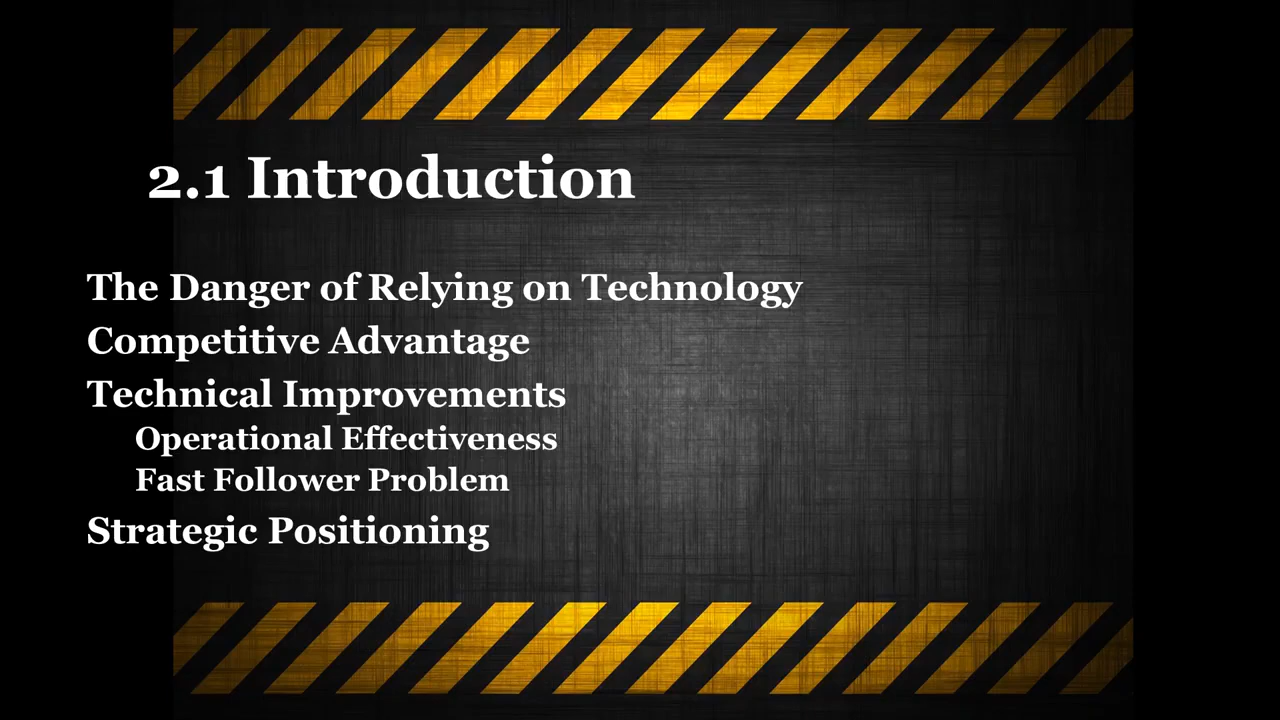 2.1 Introduction
The Danger of Relying on Technology
Competitive Advantage
Technical Improvements
Operational Effectiveness
Fast Follower Problem
Strategic Positioning